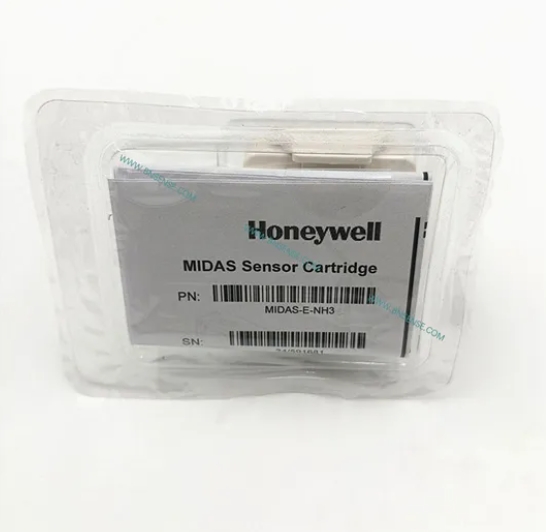 Honeywell
MIDAS Sensor Cartridge
PN:
MIDAS-E-NH3
SN: